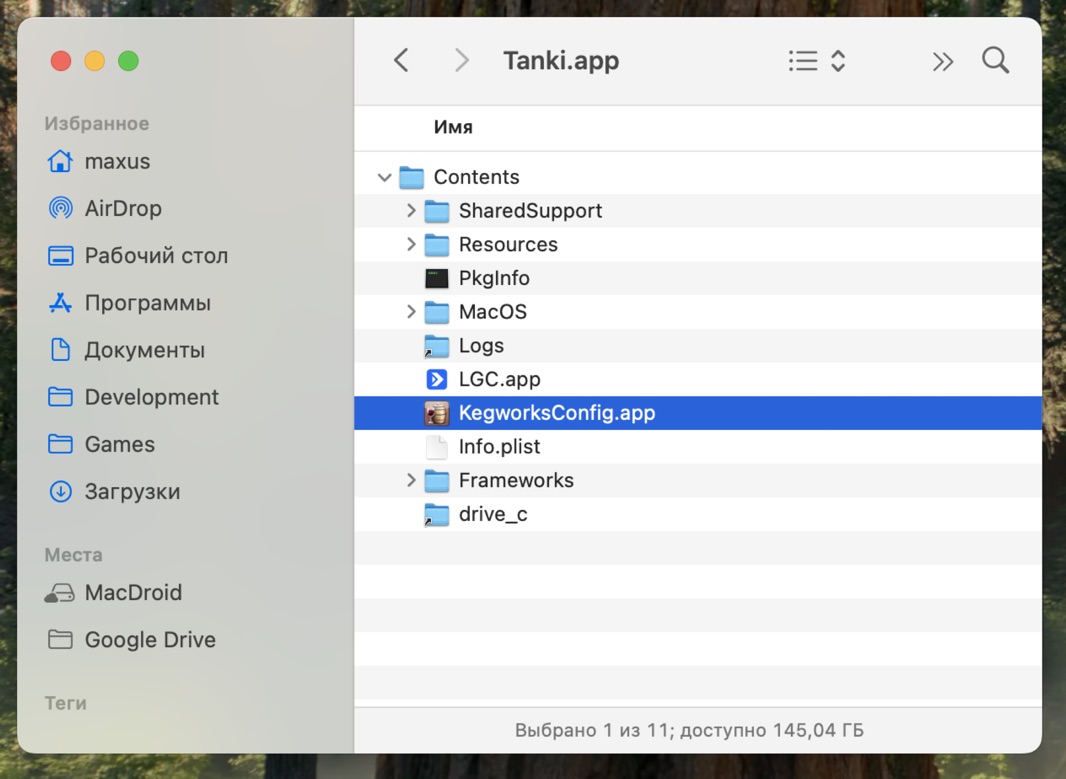 Tanki.app
Избранное
maxus
AirDrop
Рабочий стол
Программы
Документы
Development
Games
Загрузки
Места
MacDroid
Google Drive
Теги
Имя
Contents
SharedSupport
Resources
PkgInfo
MacOS
Logs
LGC.app
KegworksConfig.app
Info.plist
Frameworks
drive_c
Выбрано 1 из 11; доступно 145,04 ГБ